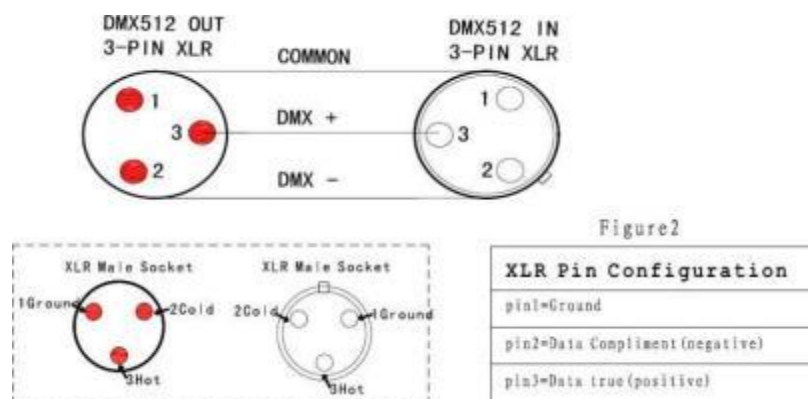 DMX512 OUT
3-PIN XLR
DMX512 IN
3-PIN XLR
COMMON
DMX +
DMX -
1
3
2
1
3
2
Figure2
XLR Male Socket
1Ground
2Cold
3Hot
XLR Male Socket
2Cold
1Ground
3Hot
XLR Pin Configuration
pin1=Ground
pin2=Data Compliment(negative)
pin3=Data true(positive)